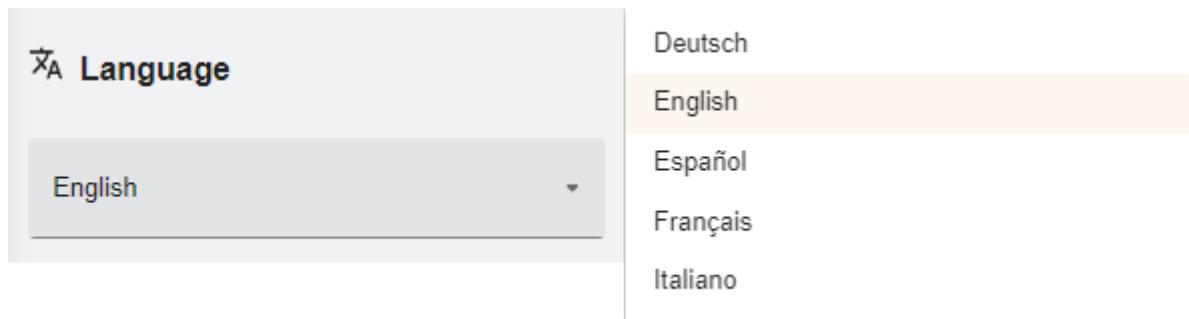 Language
English
Deutsch
English
Español
Français
Italiano